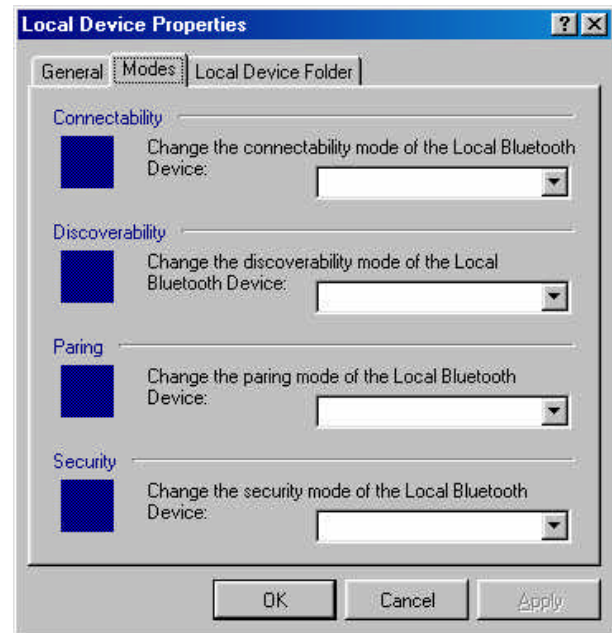 Local Device Properties
?
General Modes Local Device Folder
Connectability
Change the connectability mode of the Local Bluetooth
Device:
Discoverability
Change the discoverability mode of the Local
Bluetooth Device:
Paring
Change the paring mode of the Local Bluetooth
Device:
Security
Change the security mode of the Local Bluetooth
Device:
OK Cancel Apply